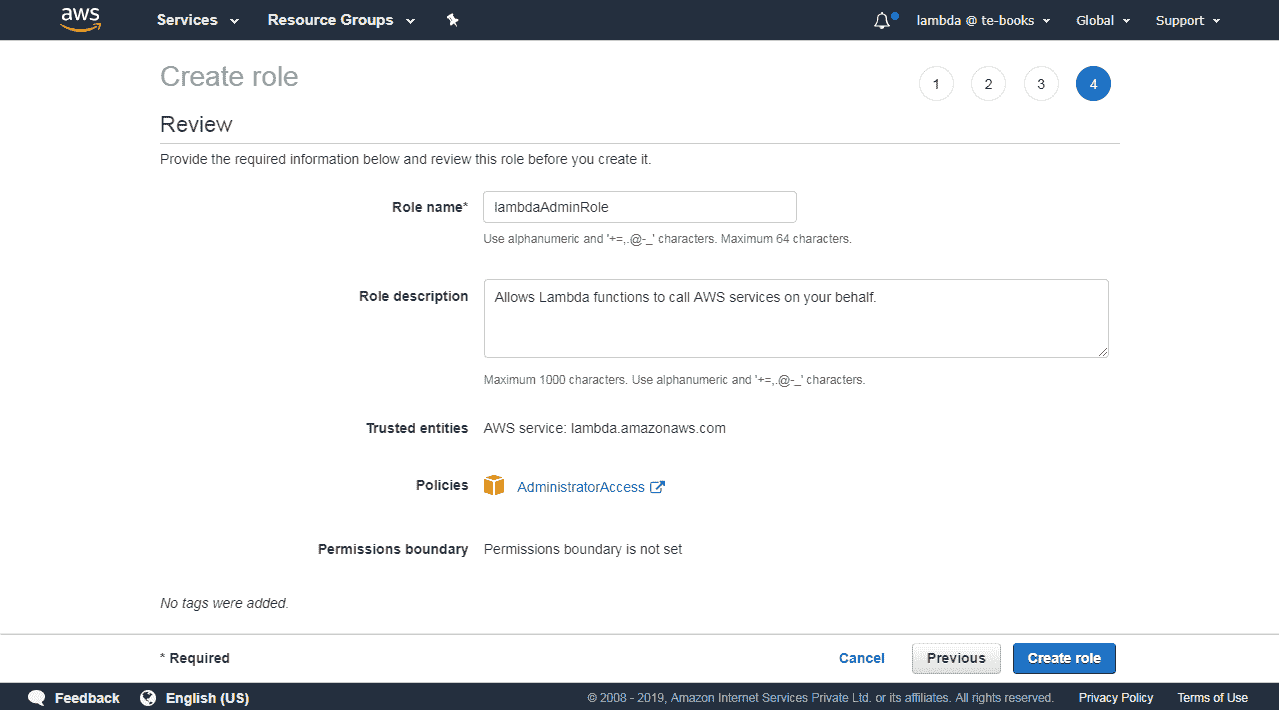 aws Services Resource Groups lambda @ te-books Global Support
Create role
1 2 3 4
Review
Provide the required information below and review this role before you create it.
Role name* lambdaAdminRole
Use alphanumeric and '+=,.@-_' characters. Maximum 64 characters.
Role description Allows Lambda functions to call AWS services on your behalf.
Maximum 1000 characters. Use alphanumeric and '+=,.@-_' characters.
Trusted entities AWS service: lambda.amazonaws.com
Policies AdministratorAccess
Permissions boundary Permissions boundary is not set
No tags were added.
* Required Cancel Previous Create role
Feedback English (US) © 2008 - 2019, Amazon Internet Services Private Ltd. or its affiliates. All rights reserved. Privacy Policy Terms of Use